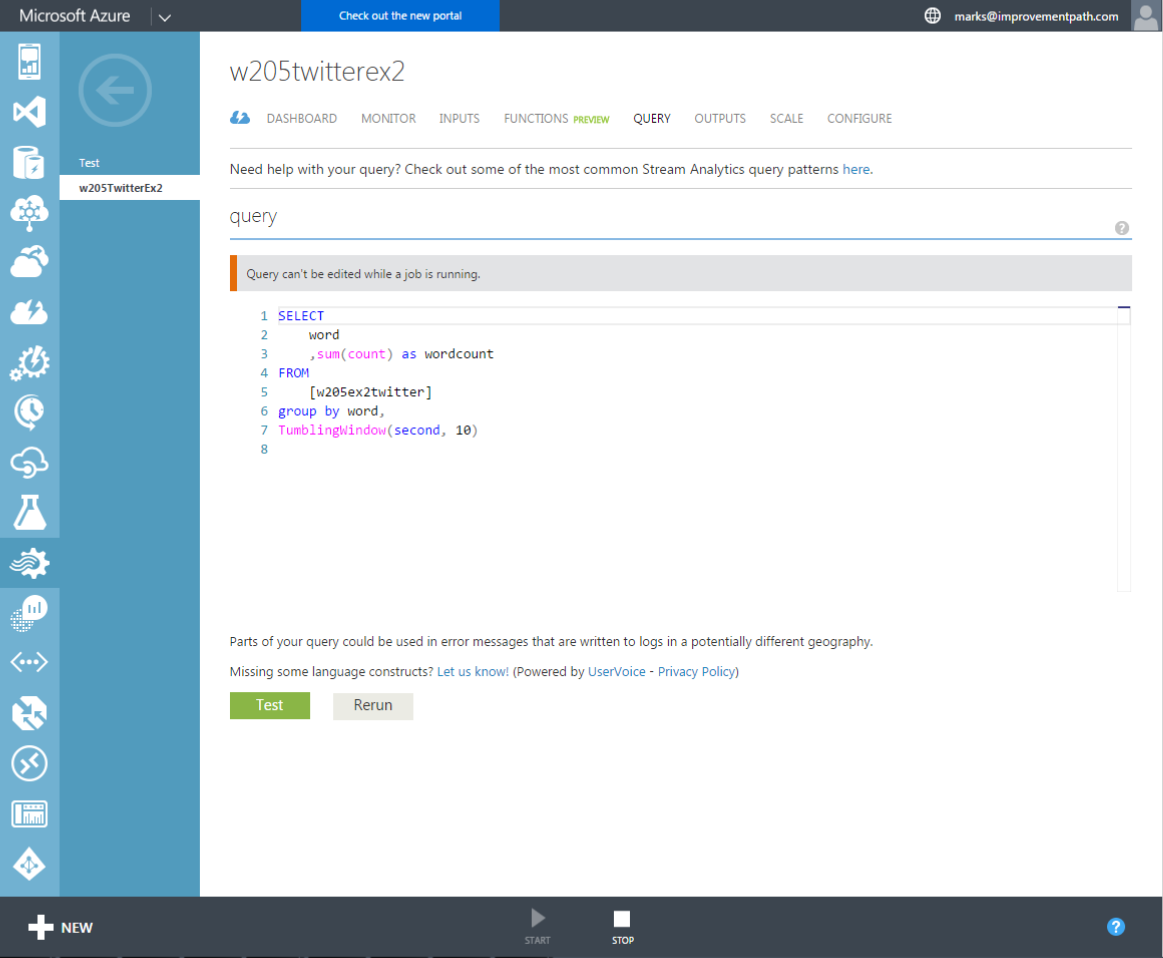 Microsoft Azure
Check out the new portal
marks@improvementpath.com
Test
w205TwitterEx2
w205twitterex2
DASHBOARD MONITOR INPUTS FUNCTIONS PREVIEW QUERY OUTPUTS SCALE CONFIGURE
Need help with your query? Check out some of the most common Stream Analytics query patterns here.
query
?
Query can't be edited while a job is running.
1 SELECT
2 word
3 ,sum(count) as wordcount
4 FROM
5 [w205ex2twitter]
6 group by word,
7 TumblingWindow(second, 10)
8
Parts of your query could be used in error messages that are written to logs in a potentially different geography.
Missing some language constructs? Let us know! (Powered by UserVoice - Privacy Policy)
Test Rerun
NEW
START STOP
?